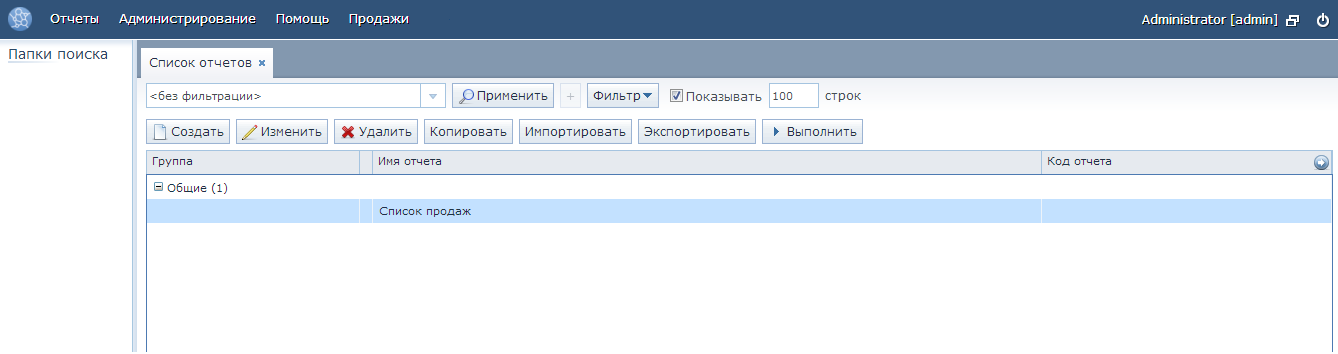 Отчеты Администрирование Помощь Продажи Administrator [admin]
Папки поиска
Список отчетов
<без фильтрации> Применить + Фильтр Показывать 100 строк
Создать Изменить Удалить Копировать Импортировать Экспортировать Выполнить
Группа Имя отчета Код отчета
Общие (1)
Список продаж